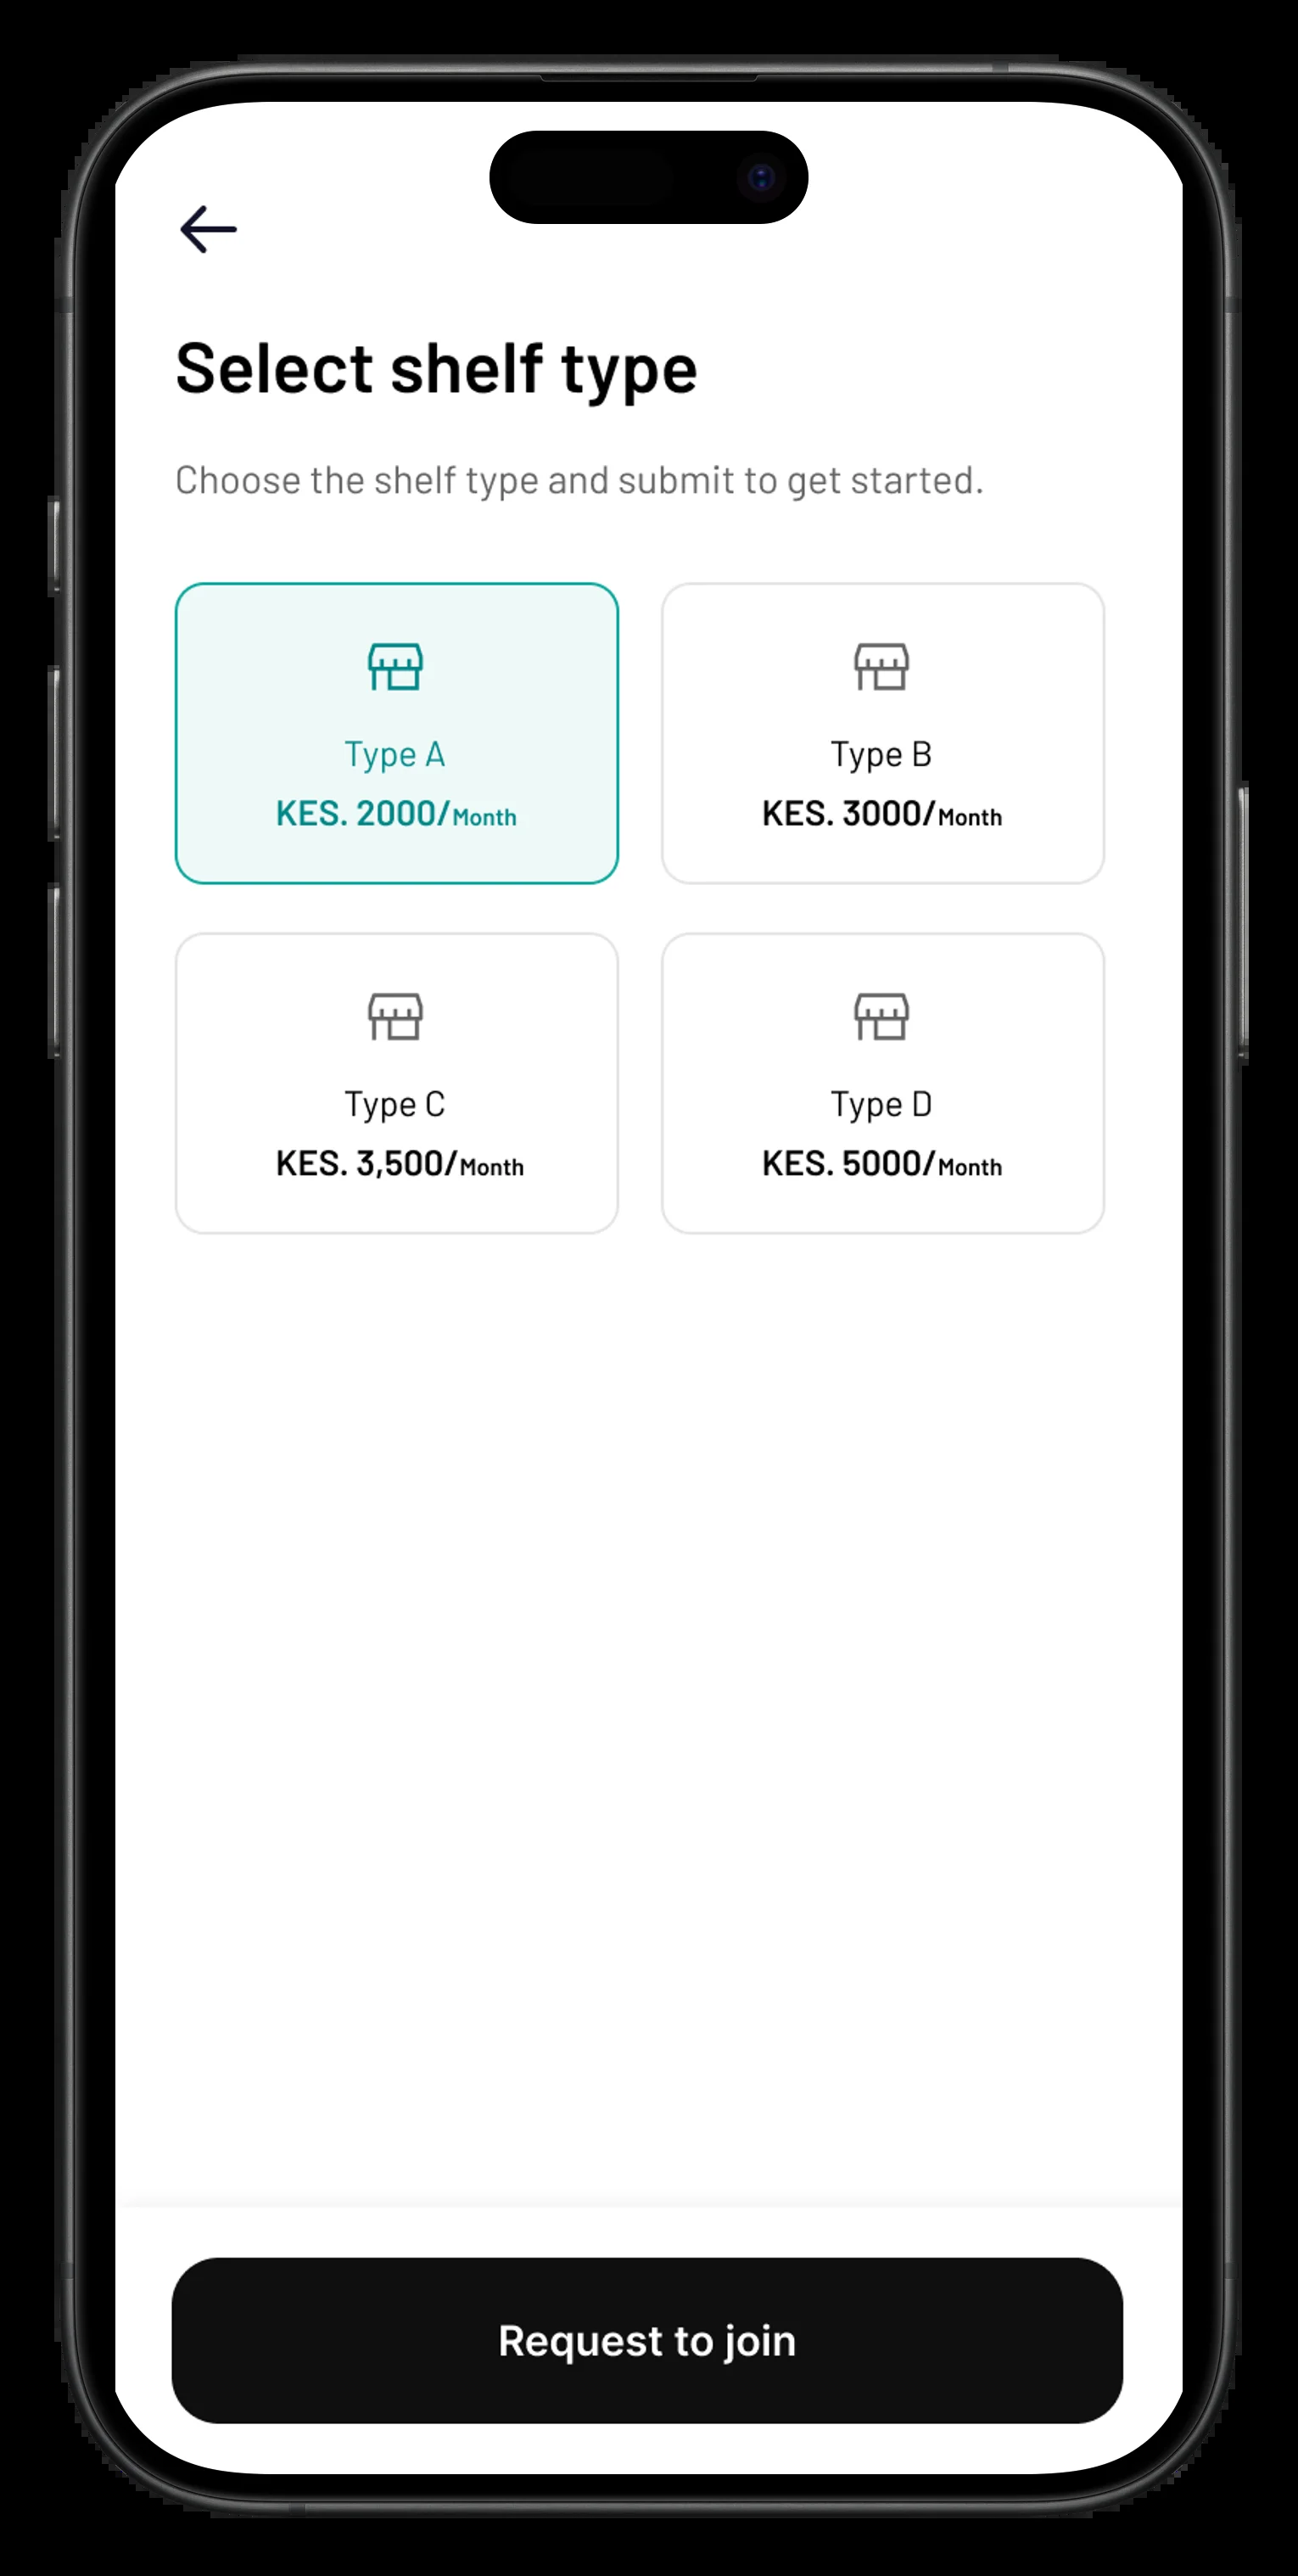 Select shelf type
Choose the shelf type and submit to get started.
Type A
KES. 2000/Month
Type B
KES. 3000/Month
Type C
KES. 3,500/Month
Type D
KES. 5000/Month
Request to join